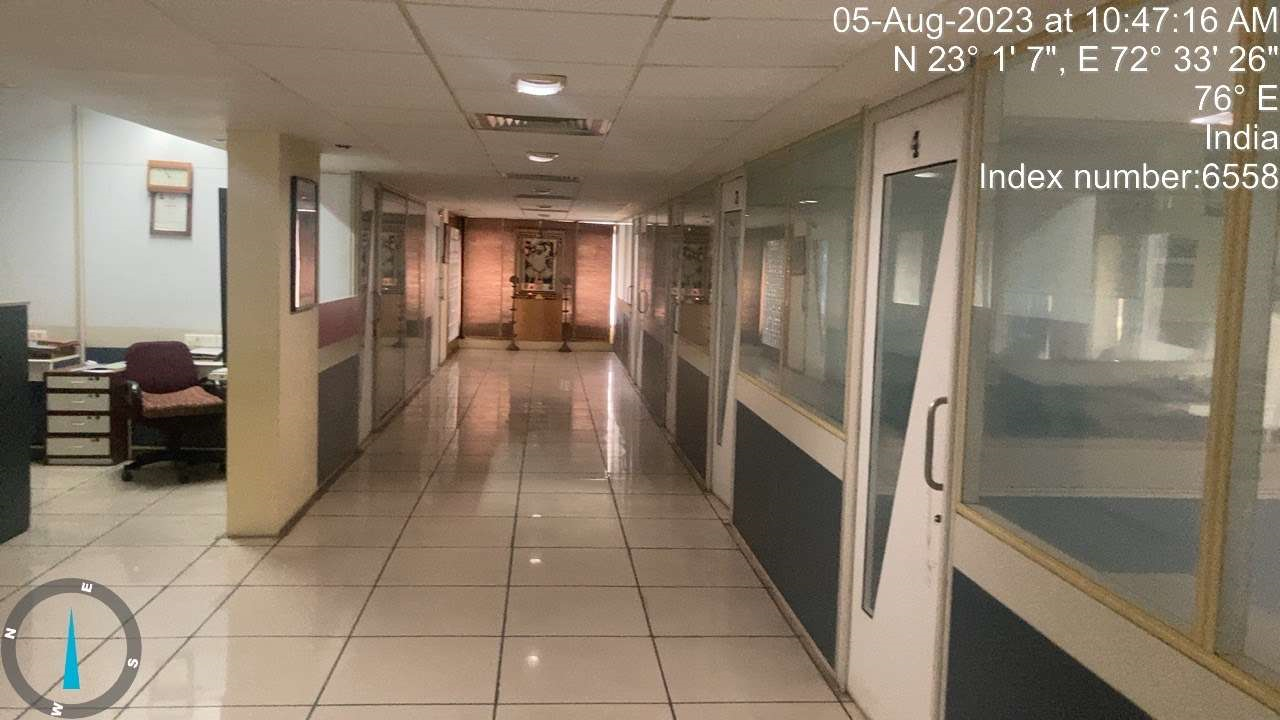 05-Aug-2023 at 10:47:16 AM
N 23° 1' 7", E 72° 33' 26"
76° E
India
Index number:6558
4
E
N
S
W